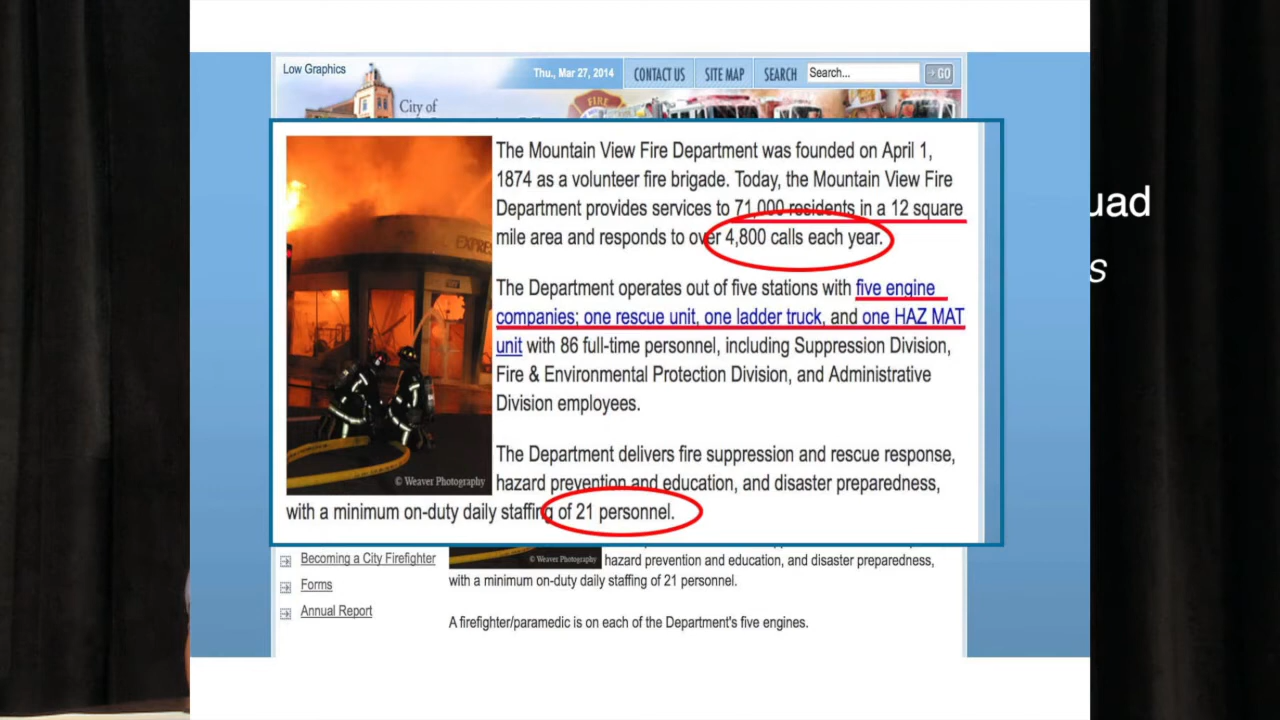 Low Graphics
Thu., Mar 27, 2014
CONTACT US
SITE MAP
SEARCH
Search...
GO
City of
FIRE
The Mountain View Fire Department was founded on April 1,
1874 as a volunteer fire brigade. Today, the Mountain View Fire
Department provides services to 71,000 residents in a 12 square
mile area and responds to over 4,800 calls each year.
The Department operates out of five stations with five engine
companies; one rescue unit, one ladder truck, and one HAZ MAT
unit with 86 full-time personnel, including Suppression Division,
Fire & Environmental Protection Division, and Administrative
Division employees.
The Department delivers fire suppression and rescue response,
hazard prevention and education, and disaster preparedness,
with a minimum on-duty daily staffing of 21 personnel.
EXPRE
© Weaver Photography
uad
s
Becoming a City Firefighter
Forms
Annual Report
© Weaver Photography
hazard prevention and education, and disaster preparedness,
with a minimum on-duty daily staffing of 21 personnel.
A firefighter/paramedic is on each of the Department's five engines.